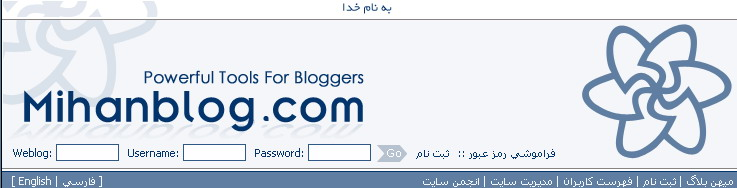 به نام خدا
Powerful Tools For Bloggers
Mihanblog.com
Weblog: Username: Password: Go ثبت نام :: فراموشي رمز عبور
[ English | فارسي ]
ميهن بلاگ | ثبت نام | فهرست کاربران | مديريت سايت | انجمن سايت